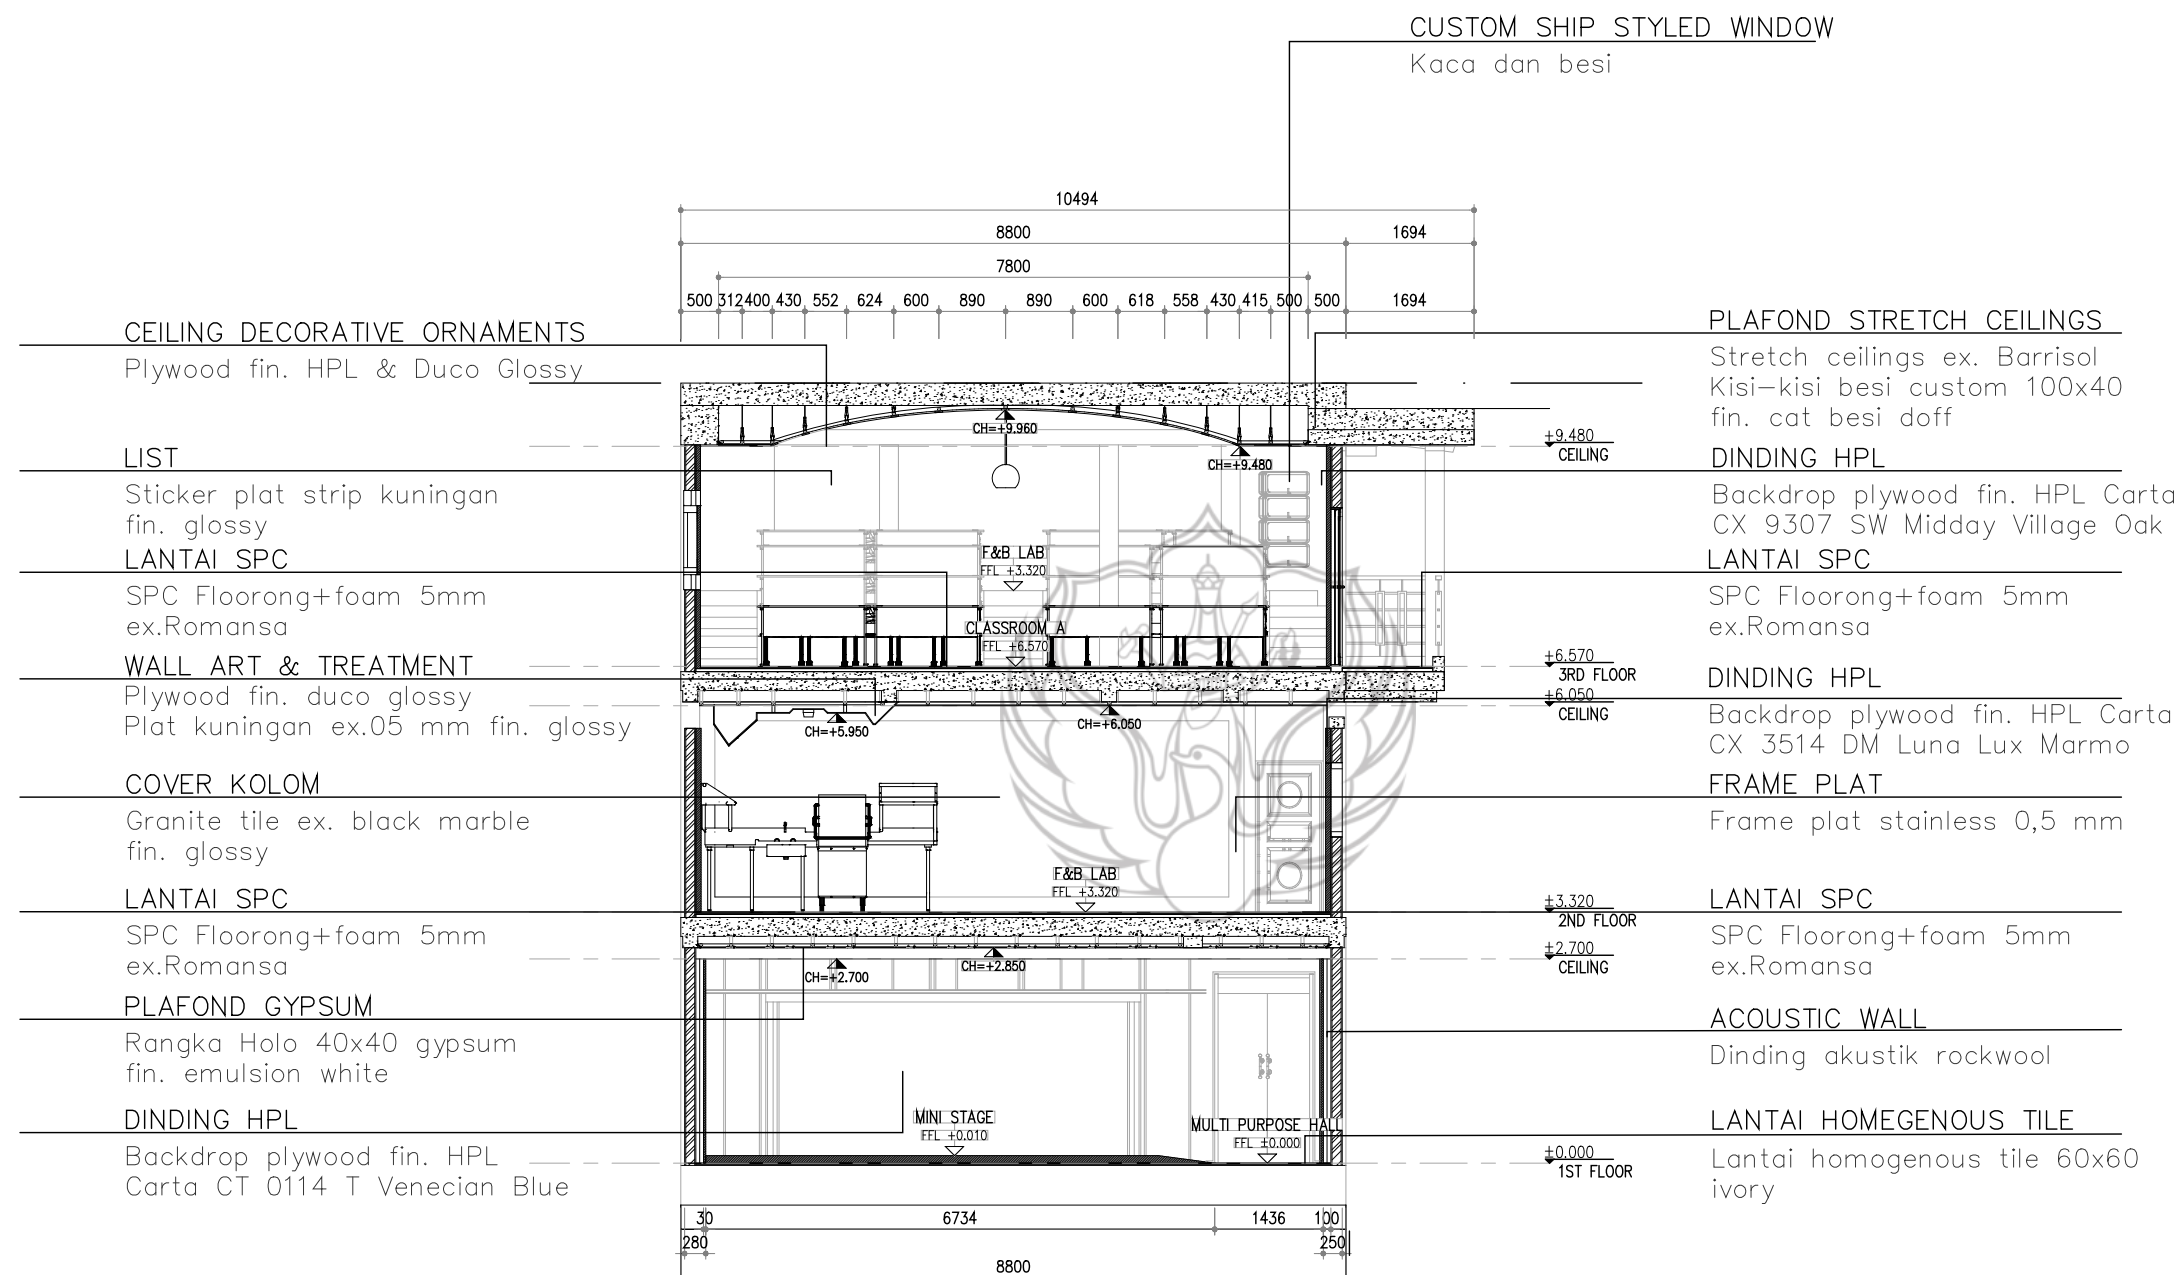 CUSTOM SHIP STYLED WINDOW
Kaca dan besi
10494
8800 1694
7800
500 312 400 430 552 624 600 890 890 600 618 558 430 415 500 500 1694
CEILING DECORATIVE ORNAMENTS
Plywood fin. HPL & Duco Glossy
LIST
Sticker plat strip kuningan
fin. glossy
LANTAI SPC
SPC Floorong+foam 5mm
ex.Romansa
WALL ART & TREATMENT
Plywood fin. duco glossy
Plat kuningan ex.05 mm fin. glossy
COVER KOLOM
Granite tile ex. black marble
fin. glossy
LANTAI SPC
SPC Floorong+foam 5mm
ex.Romansa
PLAFOND GYPSUM
Rangka Holo 40x40 gypsum
fin. emulsion white
DINDING HPL
Backdrop plywood fin. HPL
Carta CT 0114 T Venecian Blue
CH=+9.960
CH=+9.480
F&B LAB
FFL +3.320
CLASSROOM A
FFL +6.570
CH=+5.950
CH=+6.050
F&B LAB
FFL +3.320
CH=+2.700
CH=+2.850
MINI STAGE
FFL +0.010
MULTI PURPOSE HALL
FFL ±0.000
±9.480
CEILING
±6.570
3RD FLOOR
±6.050
CEILING
±3.320
2ND FLOOR
±2.700
CEILING
±0.000
1ST FLOOR
PLAFOND STRETCH CEILINGS
Stretch ceilings ex. Barrisol
Kisi-kisi besi custom 100x40
fin. cat besi doff
DINDING HPL
Backdrop plywood fin. HPL Carta
CX 9307 SW Midday Village Oak
LANTAI SPC
SPC Floorong+foam 5mm
ex.Romansa
DINDING HPL
Backdrop plywood fin. HPL Carta
CX 3514 DM Luna Lux Marmo
FRAME PLAT
Frame plat stainless 0,5 mm
LANTAI SPC
SPC Floorong+foam 5mm
ex.Romansa
ACOUSTIC WALL
Dinding akustik rockwool
LANTAI HOMEGENOUS TILE
Lantai homogenous tile 60x60
ivory
30 6734 1436 100
280 250
8800